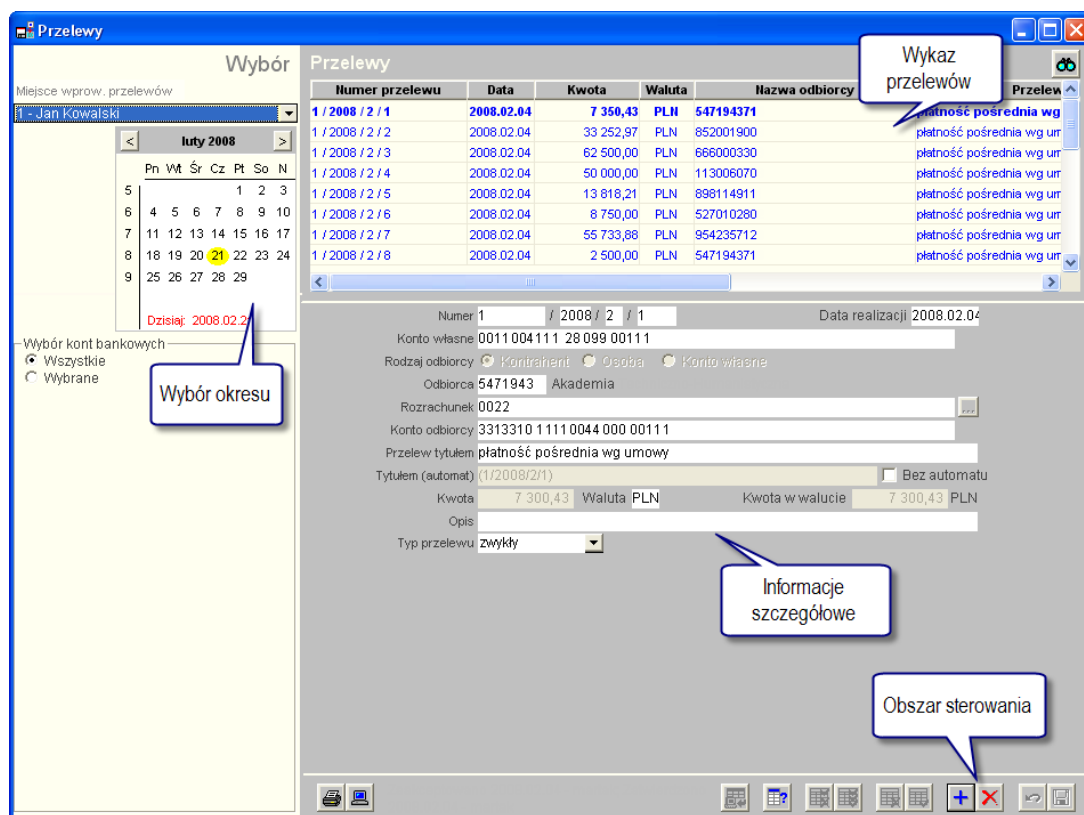 Przelewy
Wybór
Miejsce wprow. przelewów
1 - Jan Kowalski
< luty 2008 >
Pn Wt Śr Cz Pt So N
5 1 2 3
6 4 5 6 7 8 9 10
7 11 12 13 14 15 16 17
8 18 19 20 21 22 23 24
9 25 26 27 28 29
Dzisiaj: 2008.02.2
Wybór kont bankowych
Wszystkie
Wybrane
Wybór okresu
Przelewy
Wykaz
przelewów
Numer przelewu Data Kwota Waluta Nazwa odbiorcy Przelew
1 / 2008 / 2 / 1 2008.02.04 7 350,43 PLN 547194371 płatność pośrednia wg
1 / 2008 / 2 / 2 2008.02.04 33 252,97 PLN 852001900 płatność pośrednia wg um
1 / 2008 / 2 / 3 2008.02.04 62 500,00 PLN 666000330 płatność pośrednia wg um
1 / 2008 / 2 / 4 2008.02.04 50 000,00 PLN 113006070 płatność pośrednia wg um
1 / 2008 / 2 / 5 2008.02.04 13 818,21 PLN 898114911 płatność pośrednia wg um
1 / 2008 / 2 / 6 2008.02.04 8 750,00 PLN 527010280 płatność pośrednia wg um
1 / 2008 / 2 / 7 2008.02.04 55 733,88 PLN 954235712 płatność pośrednia wg um
1 / 2008 / 2 / 8 2008.02.04 2 500,00 PLN 547194371 płatność pośrednia wg um
Numer 1 / 2008 / 2 / 1 Data realizacji 2008.02.04
Konto własne 0011 004111 28 099 00111
Rodzaj odbiorcy Kontrahent Osoba Konto własne
Odbiorca 5471943 Akademia
Rozrachunek 0022 ...
Konto odbiorcy 3313310 1 111 0044 000 00111
Przelew tytułem płatność pośrednia wg umowy
Tytułem (automat) (1/2008/2/1) Bez automatu
Kwota 7 300,43 Waluta PLN Kwota w walucie 7 300,43 PLN
Opis
Typ przelewu zwykły
Informacje
szczegółowe
Obszar sterowania